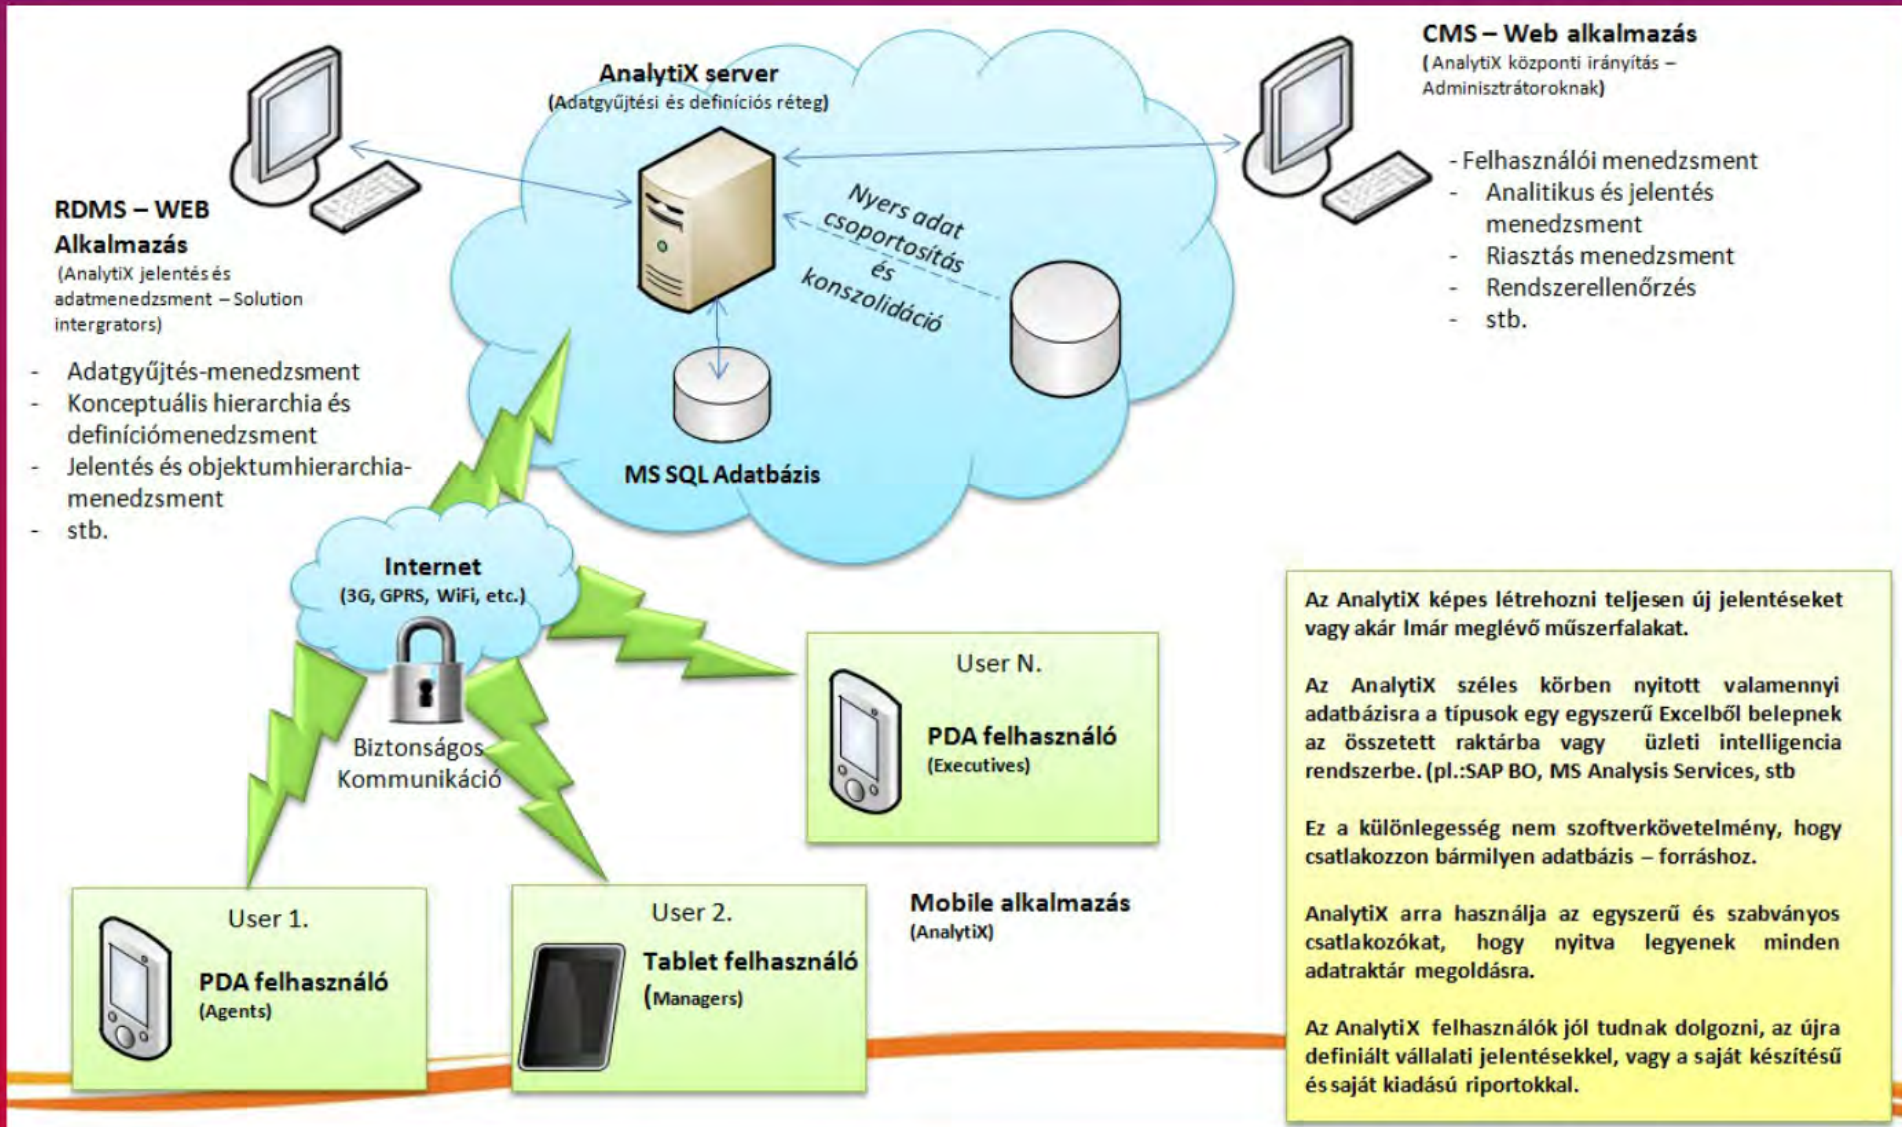 AnalytiX server
(Adatgyűjtési és definíciós réteg)
CMS – Web alkalmazás
( AnalytiX központi irányítás –
Adminisztrátoroknak)
- Felhasználói menedzsment
- Analitikus és jelentés
menedzsment
- Riasztás menedzsment
- Rendszerellenőrzés
- stb.
RDMS – WEB
Alkalmazás
(AnalytiX jelentés és
adatmenedzsment – Solution
intergrators)
- Adatgyűjtés-menedzsment
- Konceptuális hierarchia és
definíciómenedzsment
- Jelentés és objektumhierarchia-
menedzsment
- stb.
Nyers adat
csoportosítás
és
konszolidáció
MS SQL Adatbázis
Internet
(3G, GPRS, WiFi, etc.)
Biztonságos
Kommunikáció
User N.
PDA felhasználó
(Executives)
User 1.
PDA felhasználó
(Agents)
User 2.
Tablet felhasználó
(Managers)
Mobile alkalmazás
(AnalytiX)
Az AnalytiX képes létrehozni teljesen új jelentéseket
vagy akár lmár meglévő műszerfalakat.
Az AnalytiX széles körben nyitott valamennyi
adatbázisra a típusok egy egyszerű Excelből belepnek
az összetett raktárba vagy üzleti intelligencia
rendszerbe. (pl.:SAP BO, MS Analysis Services, stb
Ez a különlegesség nem szoftverkövetelmény, hogy
csatlakozzon bármilyen adatbázis – forráshoz.
AnalytiX arra használja az egyszerű és szabványos
csatlakozókat, hogy nyitva legyenek minden
adatraktár megoldásra.
Az AnalytiX felhasználók jól tudnak dolgozni, az újra
definiált vállalati jelentésekkel, vagy a saját készítésű
és saját kiadású riportokkal.